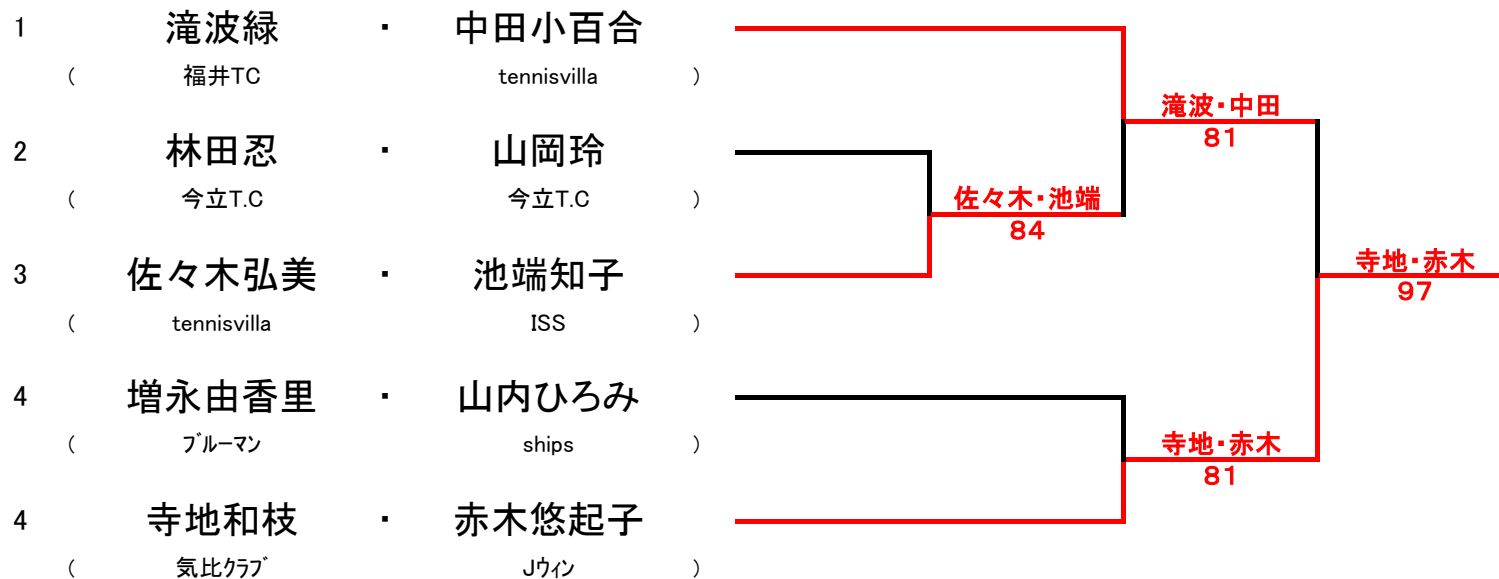 1 滝波緑 ・ 中田小百合
( 福井TC tennisvilla )
滝波・中田
81
2 林田忍 ・ 山岡玲
( 今立T.C 今立T.C )
佐々木・池端
84
3 佐々木弘美 ・ 池端知子
( tennisvilla ISS )
寺地・赤木
97
4 増永由香里 ・ 山内ひろみ
( ﾌﾞﾙｰﾏﾝ ships )
寺地・赤木
81
4 寺地和枝 ・ 赤木悠起子
( 気比ｸﾗﾌﾞ Jｳｨﾝ )